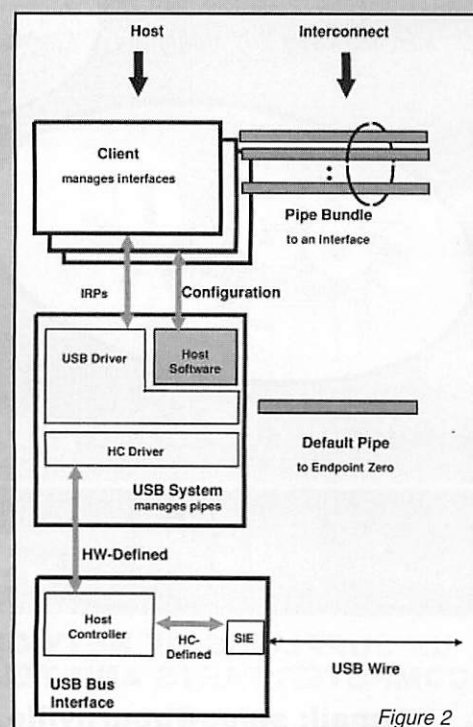 Host
Interconnect
Client
manages interfaces
Pipe Bundle
to an Interface
IRPs
Configuration
USB Driver
Host
Software
HC Driver
Default Pipe
to Endpoint Zero
USB System
manages pipes
HW-Defined
Host
Controller
HC-
Defined
SIE
USB Wire
USB Bus
Interface
Figure 2